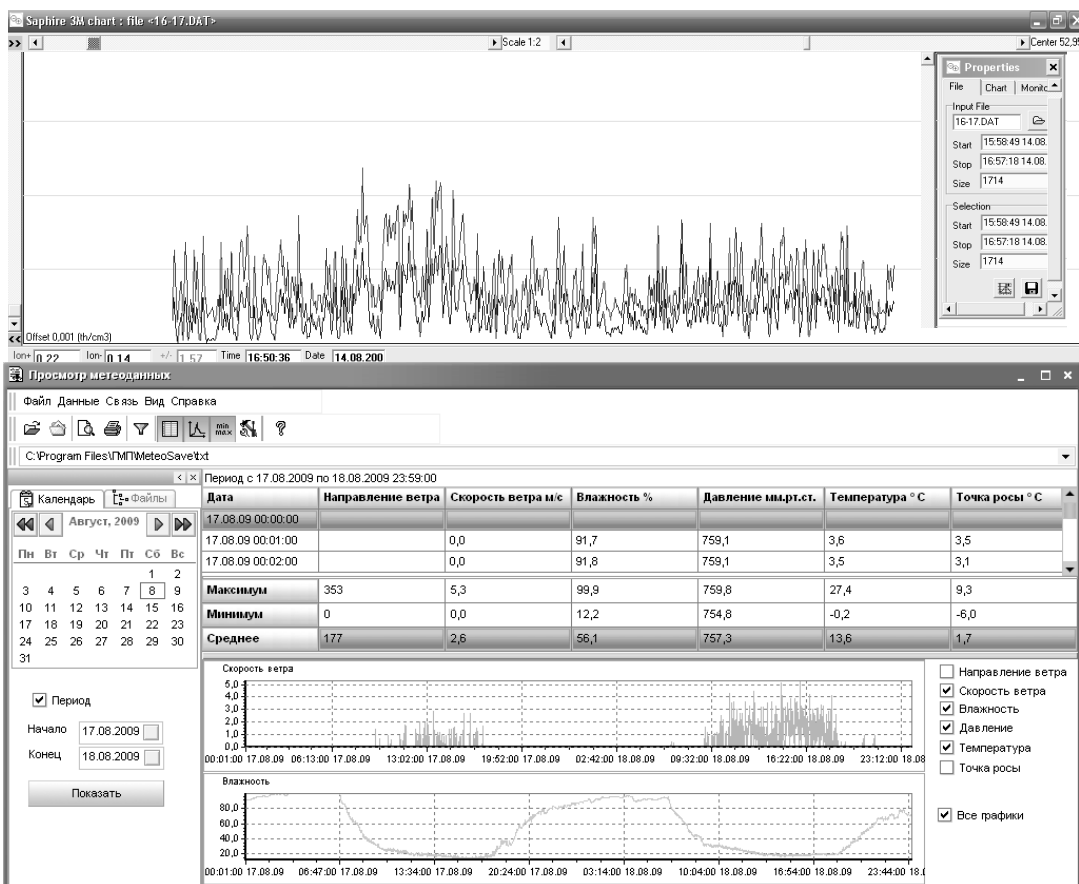 Saphire 3M chart : file <16-17.DAT>
Scale 1:2
Center 52,95
Properties
File Chart Monitc
Input File
16-17.DAT
Start 15:58:49 14.08.
Stop 16:57:18 14.08.
Size 1714
Selection
Start 15:58:49 14.08.
Stop 16:57:18 14.08.
Size 1714
Offset 0,001 (th/cm3)
Ion+ 0,22 Ion- 0,14 +/- 1,57 Time 16:50:36 Date 14.08.200
Просмотр метеоданных
Файл Данные Связь Вид Справка
min max
C:\Program Files\ГМП\MeteoSave\txt
Период с 17.08.2009 по 18.08.2009 23:59:00
Календарь Файлы
Август, 2009
Пн Вт Ср Чт Пт Сб Вс
1 2
3 4 5 6 7 8 9
10 11 12 13 14 15 16
17 18 19 20 21 22 23
24 25 26 27 28 29 30
31
Период
Начало 17.08.2009
Конец 18.08.2009
Показать
Дата Направление ветра Скорость ветра м/с Влажность % Давление мм.рт.ст. Температура ° С Точка росы ° С
17.08.09 00:00:00
17.08.09 00:01:00 0,0 91,7 759,1 3,6 3,5
17.08.09 00:02:00 0,0 91,8 759,1 3,5 3,1
Максимум 353 5,3 99,9 759,8 27,4 9,3
Минимум 0 0,0 12,2 754,8 -0,2 -6,0
Среднее 177 2,6 56,1 757,3 13,6 1,7
Скорость ветра
5,0
4,0
3,0
2,0
1,0
0,0
00:01:00 17.08.09 06:13:00 17.08.09 13:02:00 17.08.09 19:52:00 17.08.09 02:42:00 18.08.09 09:32:00 18.08.09 16:22:00 18.08.09 23:12:00 18.08
Влажность
80,0
60,0
40,0
20,0
00:01:00 17.08.09 06:47:00 17.08.09 13:34:00 17.08.09 20:24:00 17.08.09 03:14:00 18.08.09 10:04:00 18.08.09 16:54:00 18.08.09 23:44:00 18.
Направление ветра
Скорость ветра
Влажность
Давление
Температура
Точка росы
Все графики